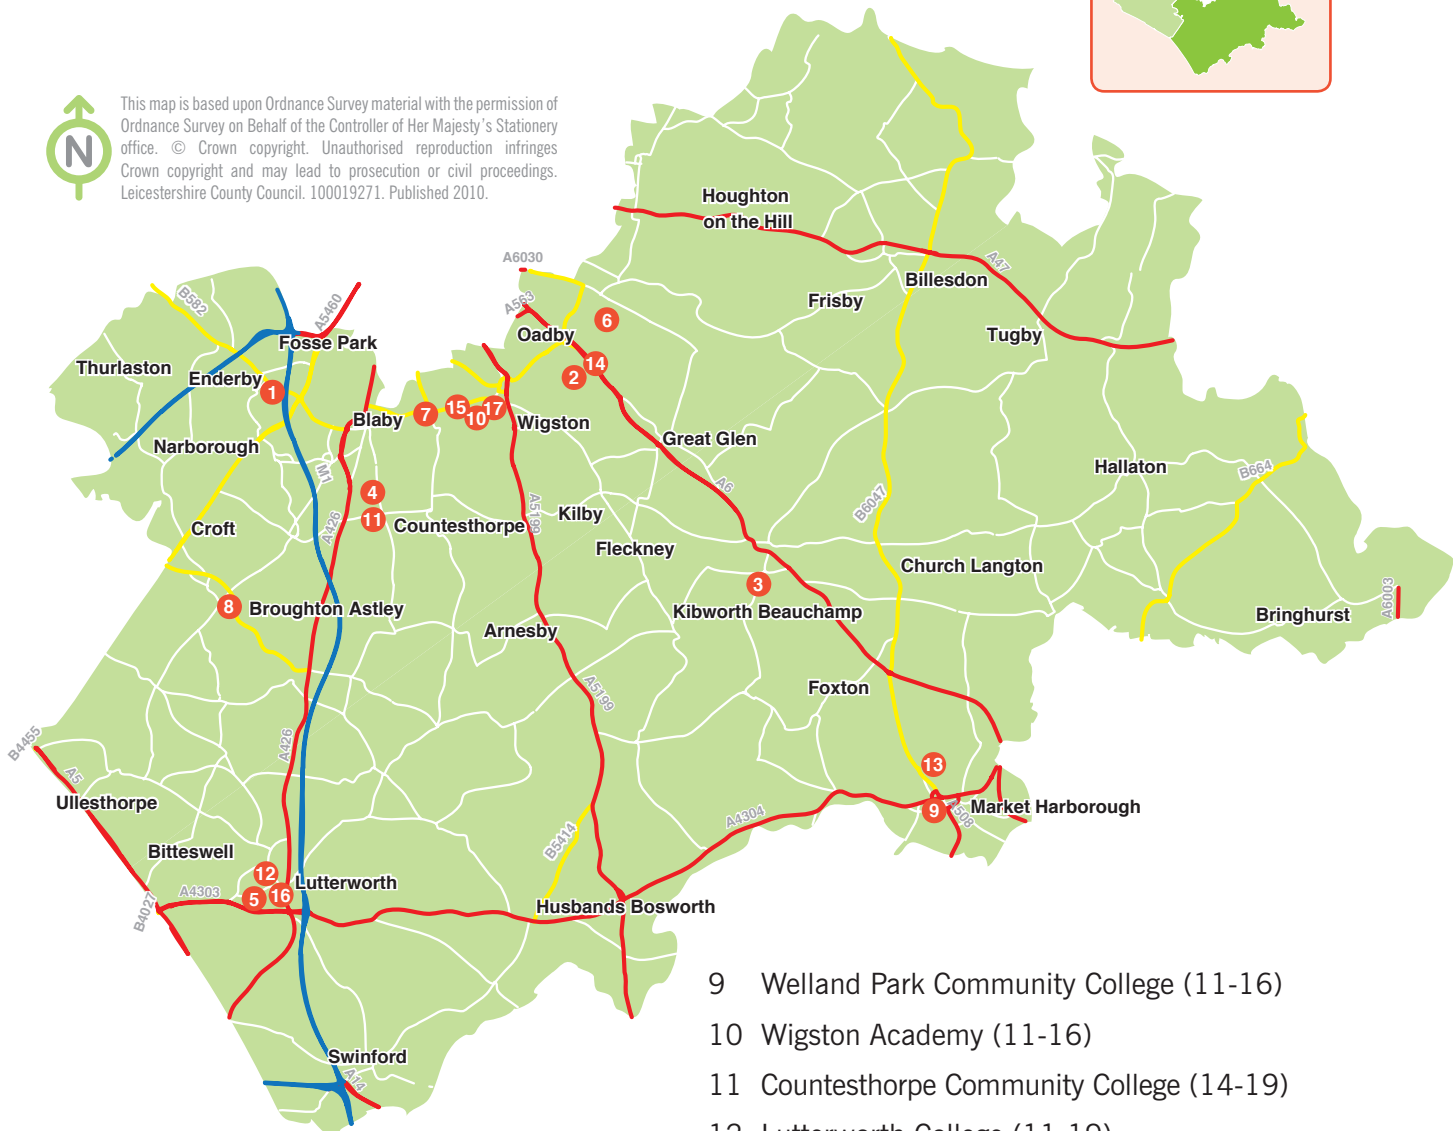 This map is based upon Ordnance Survey material with the permission of
Ordnance Survey on Behalf of the Controller of Her Majesty's Stationery
office. © Crown copyright. Unauthorised reproduction infringes
Crown copyright and may lead to prosecution or civil proceedings.
Leicestershire County Council. 100019271. Published 2010.
N
Houghton
on the Hill
A6030
A47
Billesdon
B582
A5460
A563
Frisby
6
Oadby
Tugby
Fosse Park
Thurlaston
14
Enderby
2
1
15
17
7
10
Blaby
Wigston
Great Glen
Narborough
Hallaton
B664
M1
A6
4
B6047
11
A426
Countesthorpe
A5199
Kilby
Croft
Fleckney
Church Langton
3
8
Broughton Astley
Kibworth Beauchamp
A6003
Bringhurst
Arnesby
Foxton
A5199
B4455
A426
13
A5
Ullesthorpe
9
A508
Market Harborough
A4304
B5414
Bitteswell
12
Lutterworth
5
16
A4303
B4027
Husbands Bosworth
Swinford
A14
9 Welland Park Community College (11-16)
10 Wigston Academy (11-16)
11 Countesthorpe Community College (14-19)
12 Lutterworth College (11-19)